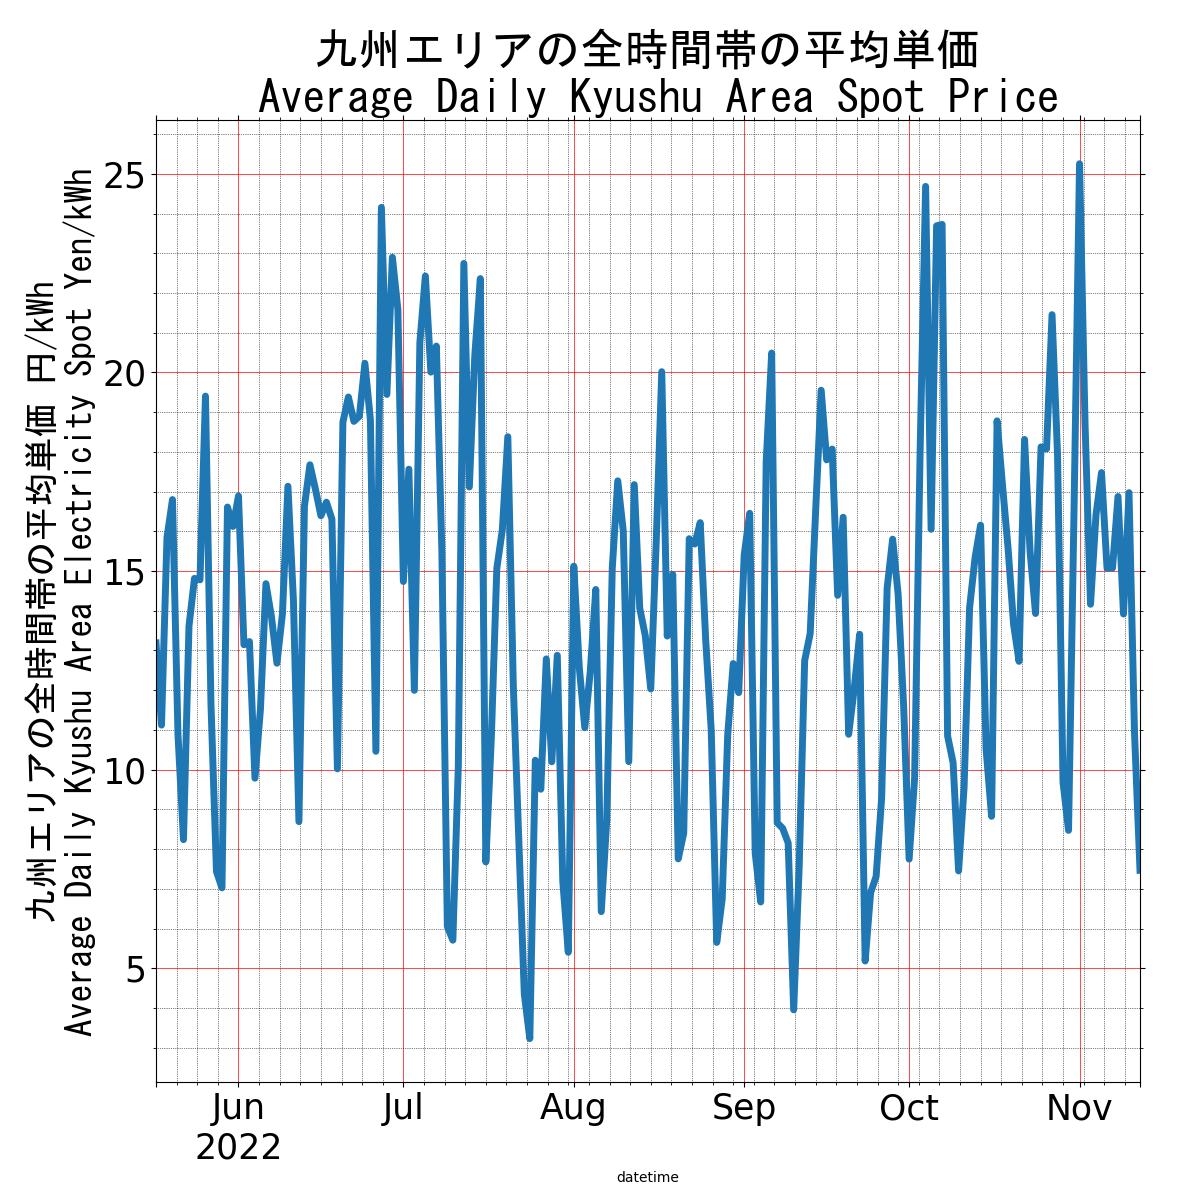 九州エリアの全時間帯の平均単価
Average Daily Kyushu Area Spot Price
九州エリアの全時間帯の平均単価 円/kWh
Average Daily Kyushu Area Electricity Spot Yen/kWh
25
20
15
10
5
Jun
2022
Jul
Aug
Sep
Oct
Nov
datetime